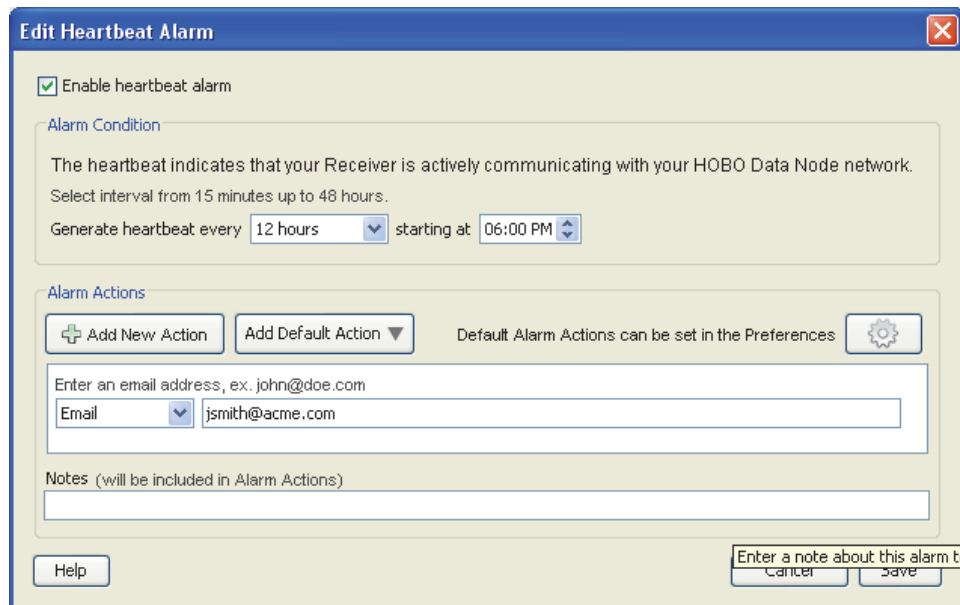 Edit Heartbeat Alarm
Enable heartbeat alarm
Alarm Condition
The heartbeat indicates that your Receiver is actively communicating with your HOBO Data Node network.
Select interval from 15 minutes up to 48 hours.
Generate heartbeat every 12 hours starting at 06:00 PM
Alarm Actions
Add New Action Add Default Action Default Alarm Actions can be set in the Preferences
Enter an email address, ex. john@doe.com
Email jsmith@acme.com
Notes (will be included in Alarm Actions)
Enter a note about this alarm t
Help Cancel Save